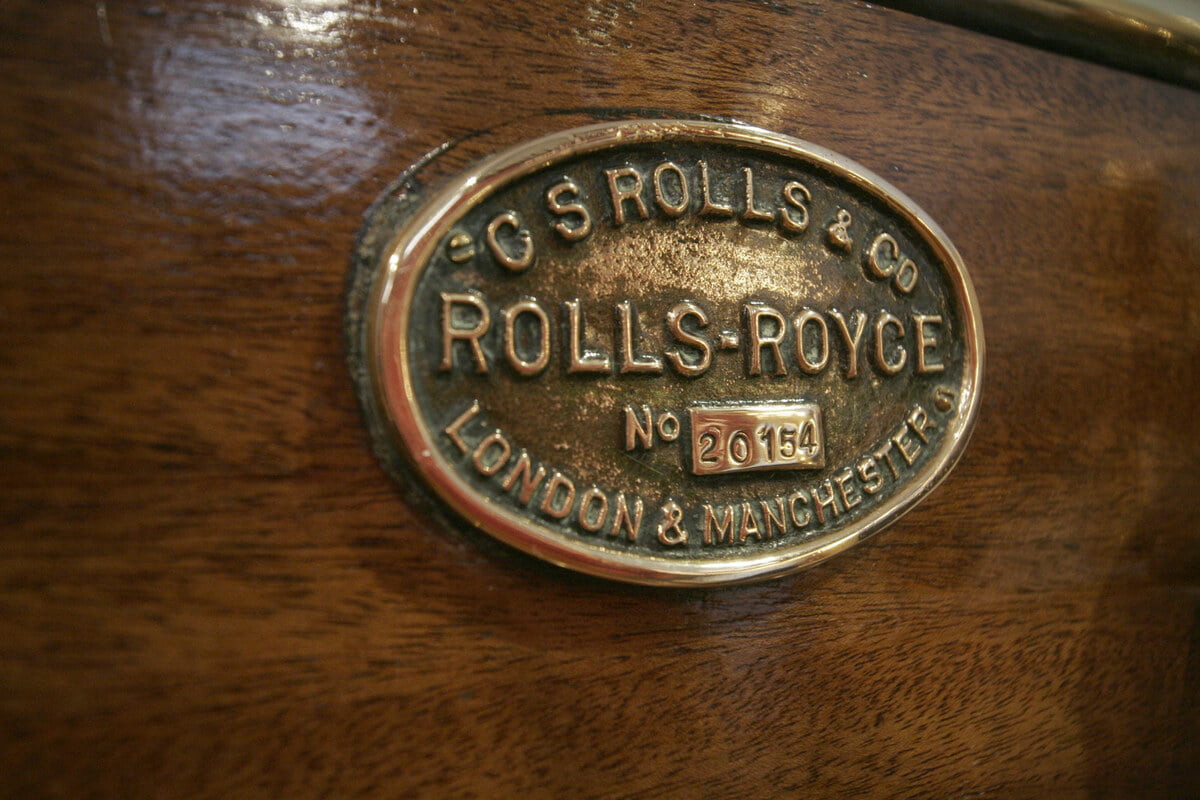 C S ROLLS & CO
ROLLS-ROYCE
No 20154
LONDON & MANCHESTER